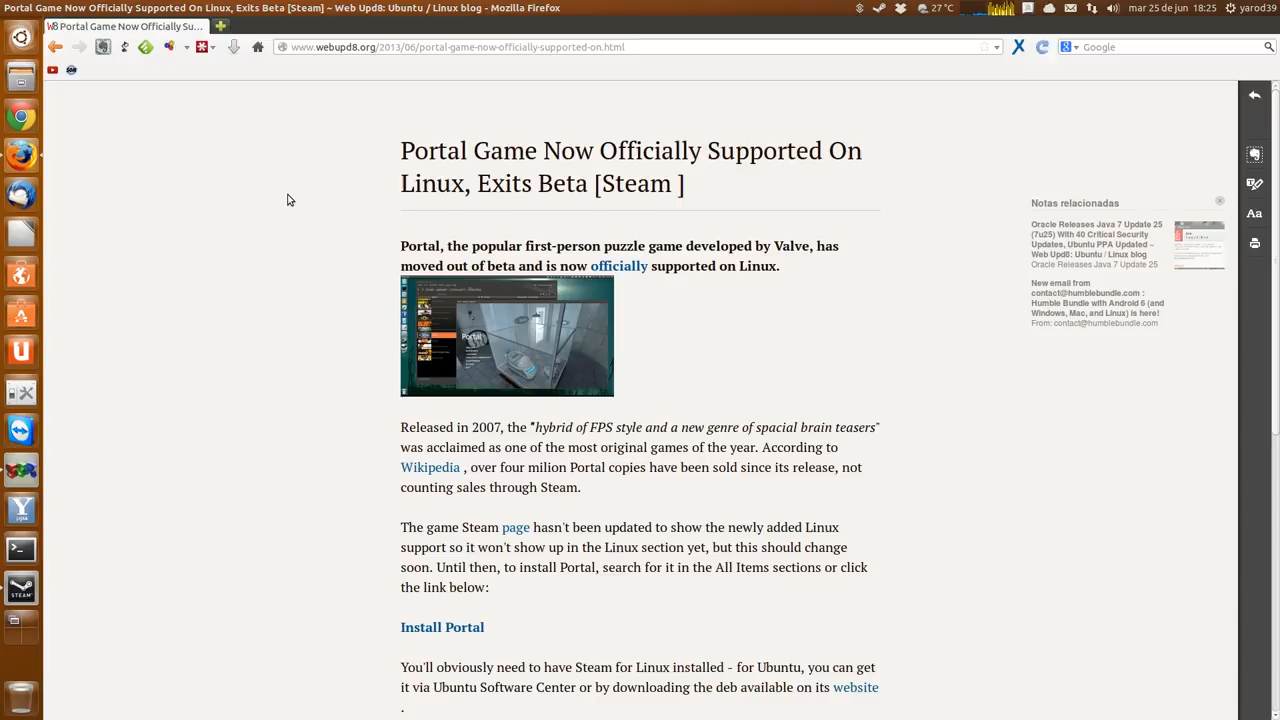 Portal Game Now Officially Supported On Linux, Exits Beta [Steam] ~ Web Upd8: Ubuntu / Linux blog - Mozilla Firefox
27°C
mar 25 de jun
18:25
yarod39
W8 Portal Game Now Officially Su...
www.webupd8.org/2013/06/portal-game-now-officially-supported-on.html
Google
Portal Game Now Officially Supported On
Linux, Exits Beta [Steam ]
Portal, the popular first-person puzzle game developed by Valve, has
moved out of beta and is now officially supported on Linux.
Portal
Released in 2007, the "hybrid of FPS style and a new genre of spacial brain teasers"
was acclaimed as one of the most original games of the year. According to
Wikipedia , over four milion Portal copies have been sold since its release, not
counting sales through Steam.
The game Steam page hasn't been updated to show the newly added Linux
support so it won't show up in the Linux section yet, but this should change
soon. Until then, to install Portal, search for it in the All Items sections or click
the link below:
Install Portal
You'll obviously need to have Steam for Linux installed - for Ubuntu, you can get
it via Ubuntu Software Center or by downloading the deb available on its website
.
Notas relacionadas
Oracle Releases Java 7 Update 25
(7u25) With 40 Critical Security
Updates, Ubuntu PPA Updated ~
Web Upd8: Ubuntu / Linux blog
Oracle Releases Java 7 Update 25
New email from
contact@humblebundle.com :
Humble Bundle with Android 6 (and
Windows, Mac, and Linux) is here!
From: contact@humblebundle.com
Aa
STEAM